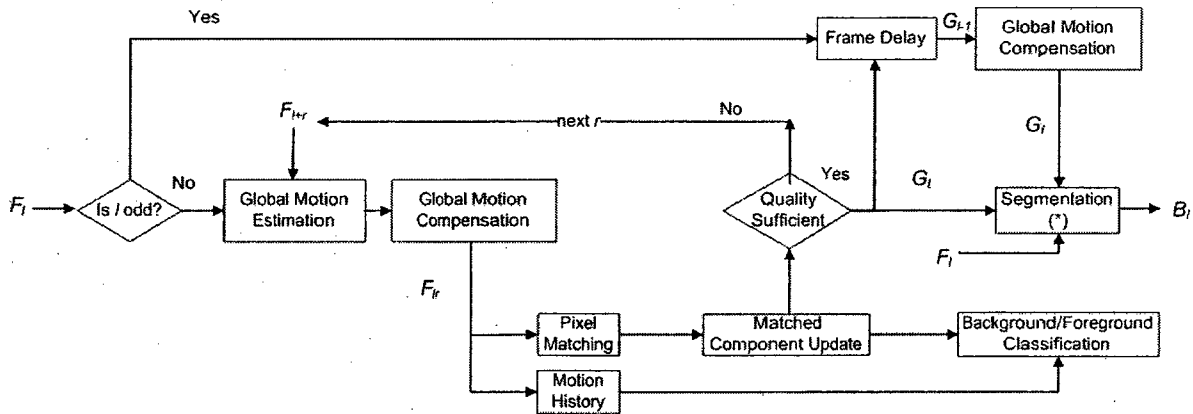 Yes
Frame Delay
G_{l-1}
Global Motion
Compensation
F_{l+r}
next r
No
G_l
F_l
Is l odd?
No
Global Motion
Estimation
Global Motion
Compensation
Quality
Sufficient
Yes
G_l
Segmentation
(*)
B_l
F_l
F_{lr}
Pixel
Matching
Matched
Component Update
Background/Foreground
Classification
Motion
History